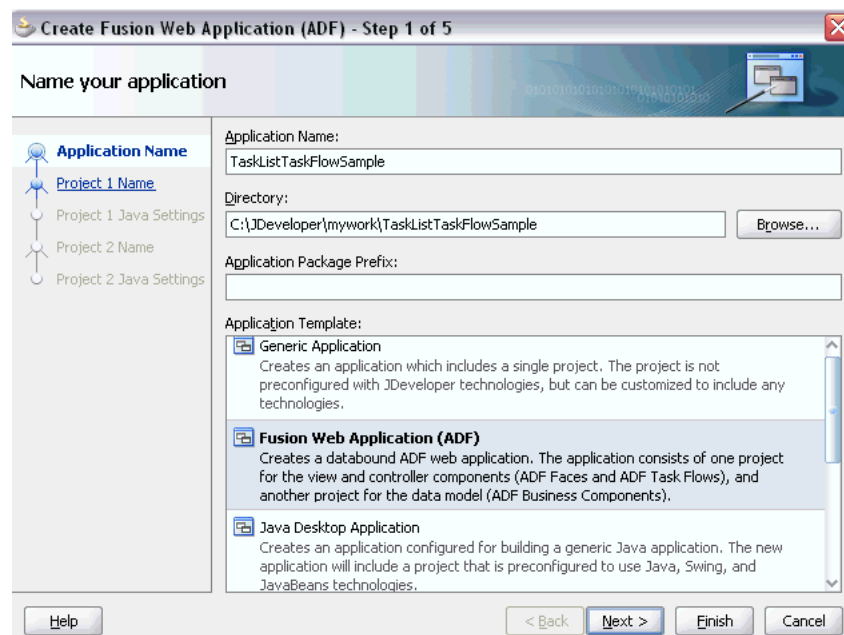 Create Fusion Web Application (ADF) - Step 1 of 5
Name your application
Application Name
Project 1 Name
Project 1 Java Settings
Project 2 Name
Project 2 Java Settings
Application Name:
TaskListTaskFlowSample
Directory:
C:\JDeveloper\mywork\TaskListTaskFlowSample
Browse...
Application Package Prefix:
Application Template:
Generic Application
Creates an application which includes a single project. The project is not
preconfigured with JDeveloper technologies, but can be customized to include any
technologies.
Fusion Web Application (ADF)
Creates a databound ADF web application. The application consists of one project
for the view and controller components (ADF Faces and ADF Task Flows), and
another project for the data model (ADF Business Components).
Java Desktop Application
Creates an application configured for building a generic Java application. The new
application will include a project that is preconfigured to use Java, Swing, and
JavaBeans technologies.
Help
< Back
Next >
Finish
Cancel